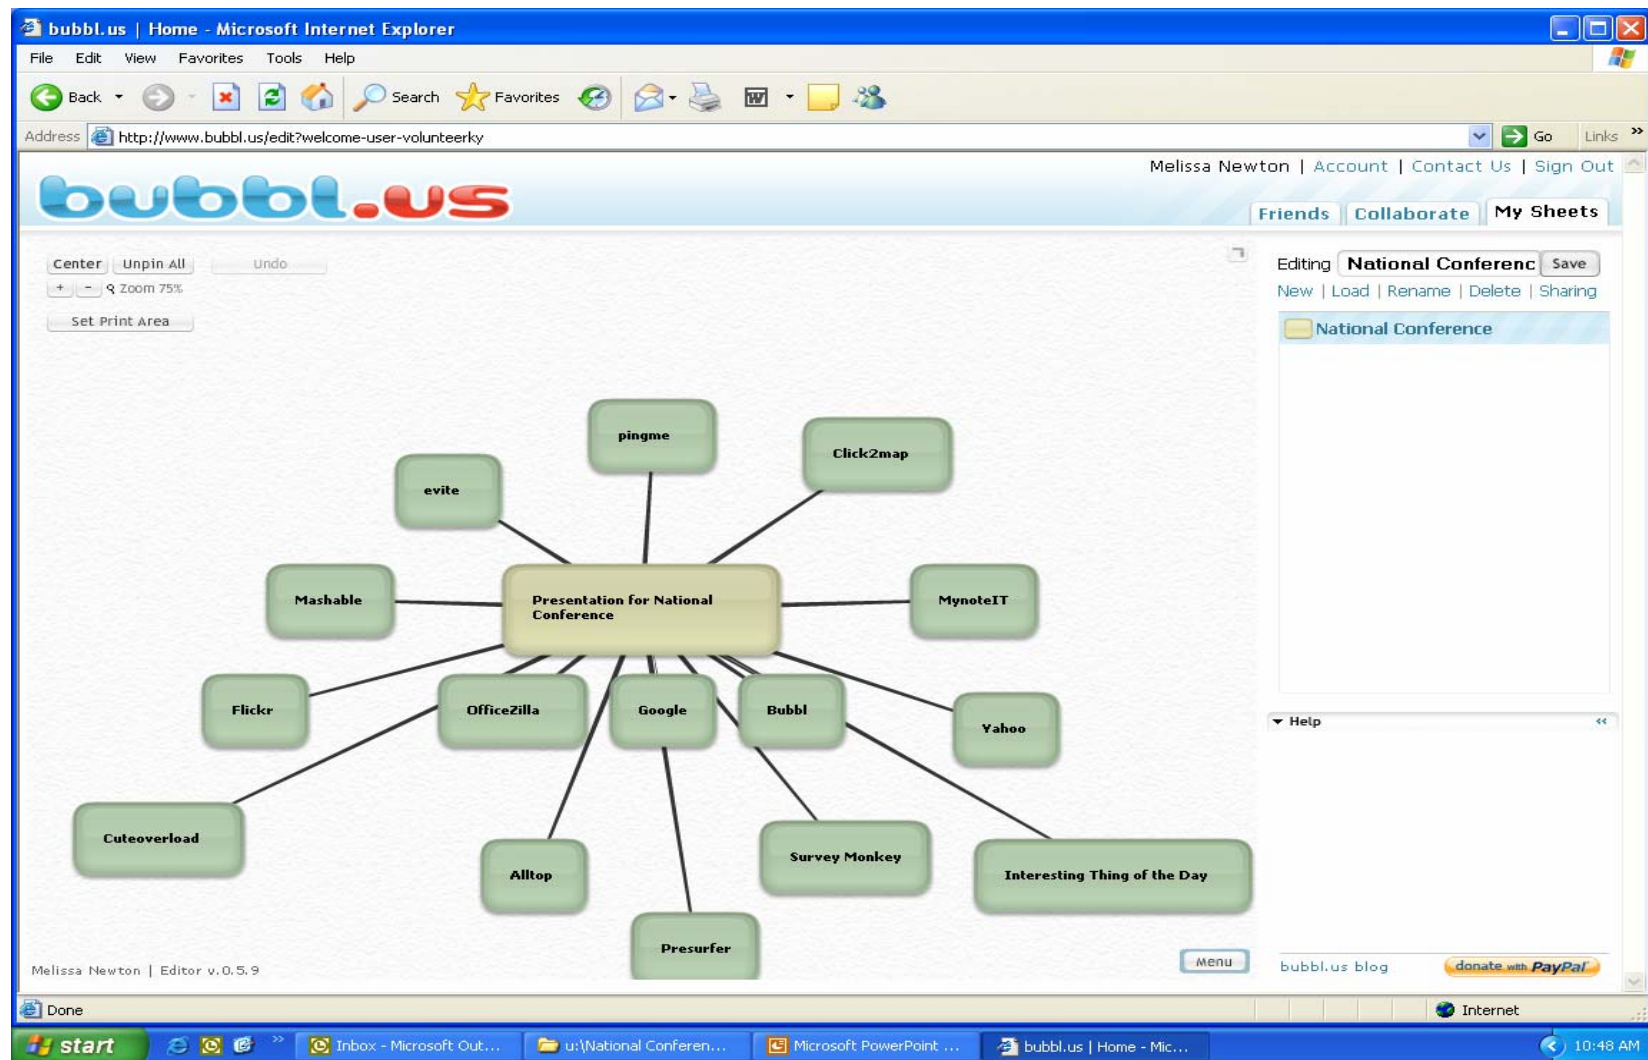 bubbl.us | Home - Microsoft Internet Explorer
File Edit View Favorites Tools Help
Back Search Favorites
Address http://www.bubbl.us/edit?welcome-user-volunteerky Go Links »
Melissa Newton | Account | Contact Us | Sign Out
bubbl.us
Friends Collaborate My Sheets
Center Unpin All Undo
+ - Zoom 75%
Set Print Area
Editing National Conferenc Save
New | Load | Rename | Delete | Sharing
National Conference
pingme
Click2map
evite
Mashable
Presentation for National
Conference
MynoteIT
Flickr
OfficeZilla
Google
Bubbl
Yahoo
Help
Cuteoverload
Alltop
Survey Monkey
Interesting Thing of the Day
Presurfer
Melissa Newton | Editor v.0.5.9
Menu
bubbl.us blog
donate with PayPal
Done
Internet
start
Inbox - Microsoft Out...
u:\National Conferen...
Microsoft PowerPoint ...
bubbl.us | Home - Mic...
10:48 AM